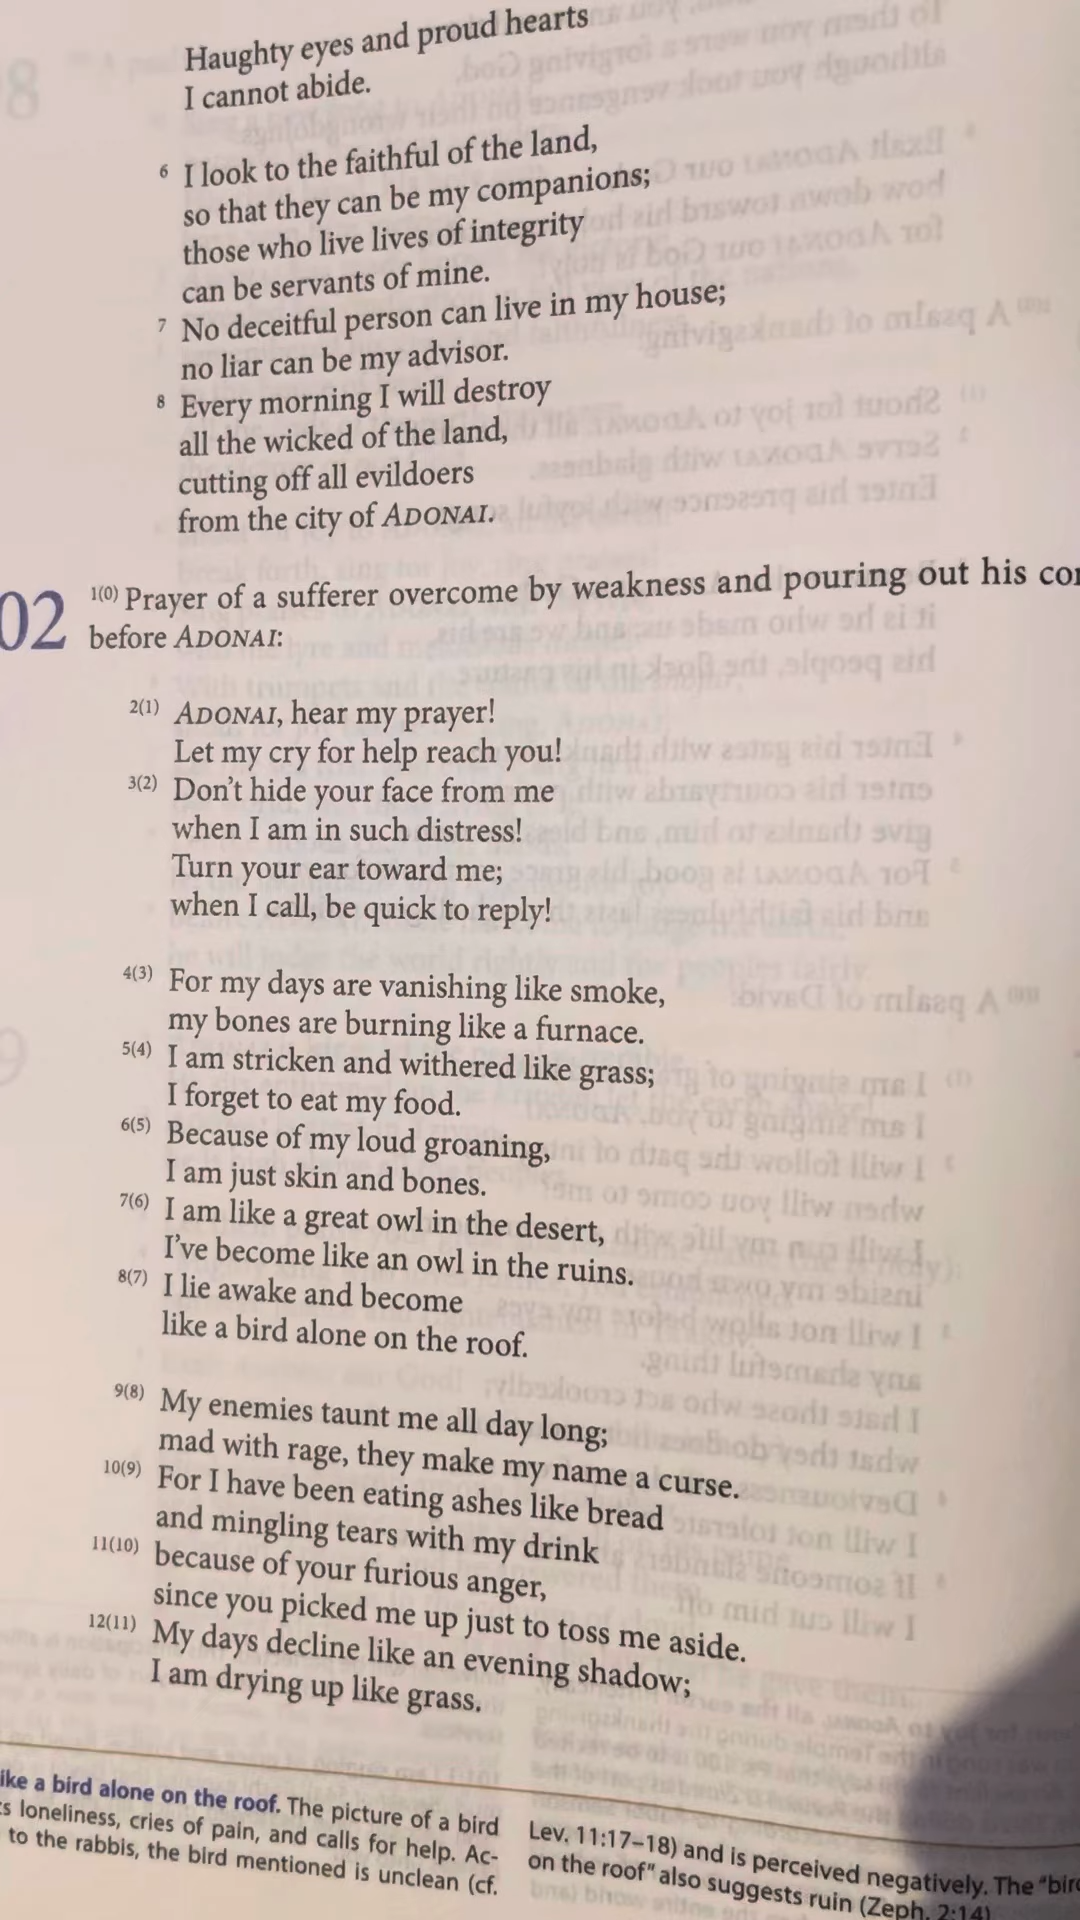 Haughty eyes and proud hearts
I cannot abide.
6 I look to the faithful of the land,
so that they can be my companions;
those who live lives of integrity
can be servants of mine.
7 No deceitful person can live in my house;
no liar can be my advisor.
8 Every morning I will destroy
all the wicked of the land,
cutting off all evildoers
from the city of ADONAI.
02 1(0) Prayer of a sufferer overcome by weakness and pouring out his
before ADONAI:
2(1) ADONAI, hear my prayer!
Let my cry for help reach you!
3(2) Don't hide your face from me
when I am in such distress!
Turn your ear toward me;
when I call, be quick to reply!
4(3) For my days are vanishing like smoke,
my bones are burning like a furnace.
5(4) I am stricken and withered like grass;
I forget to eat my food.
6(5) Because of my loud groaning,
I am just skin and bones.
7(6) I am like a great owl in the desert,
I've become like an owl in the ruins.
8(7) I lie awake and become
like a bird alone on the roof.
9(8) My enemies taunt me all day long;
mad with rage, they make my name a curse.
10(9) For I have been eating ashes like bread
and mingling tears with my drink
11(10) because of your furious anger,
since you picked me up just to toss me aside.
12(11) My days decline like an evening shadow;
I am drying up like grass.
ike a bird alone on the roof. The picture of a bird
s loneliness, cries of pain, and calls for help. Ac-
to the rabbis, the bird mentioned is unclean (cf.
Lev. 11:17–18) and is perceived negatively. The "bird
on the roof" also suggests ruin (Zeph. 2:14)